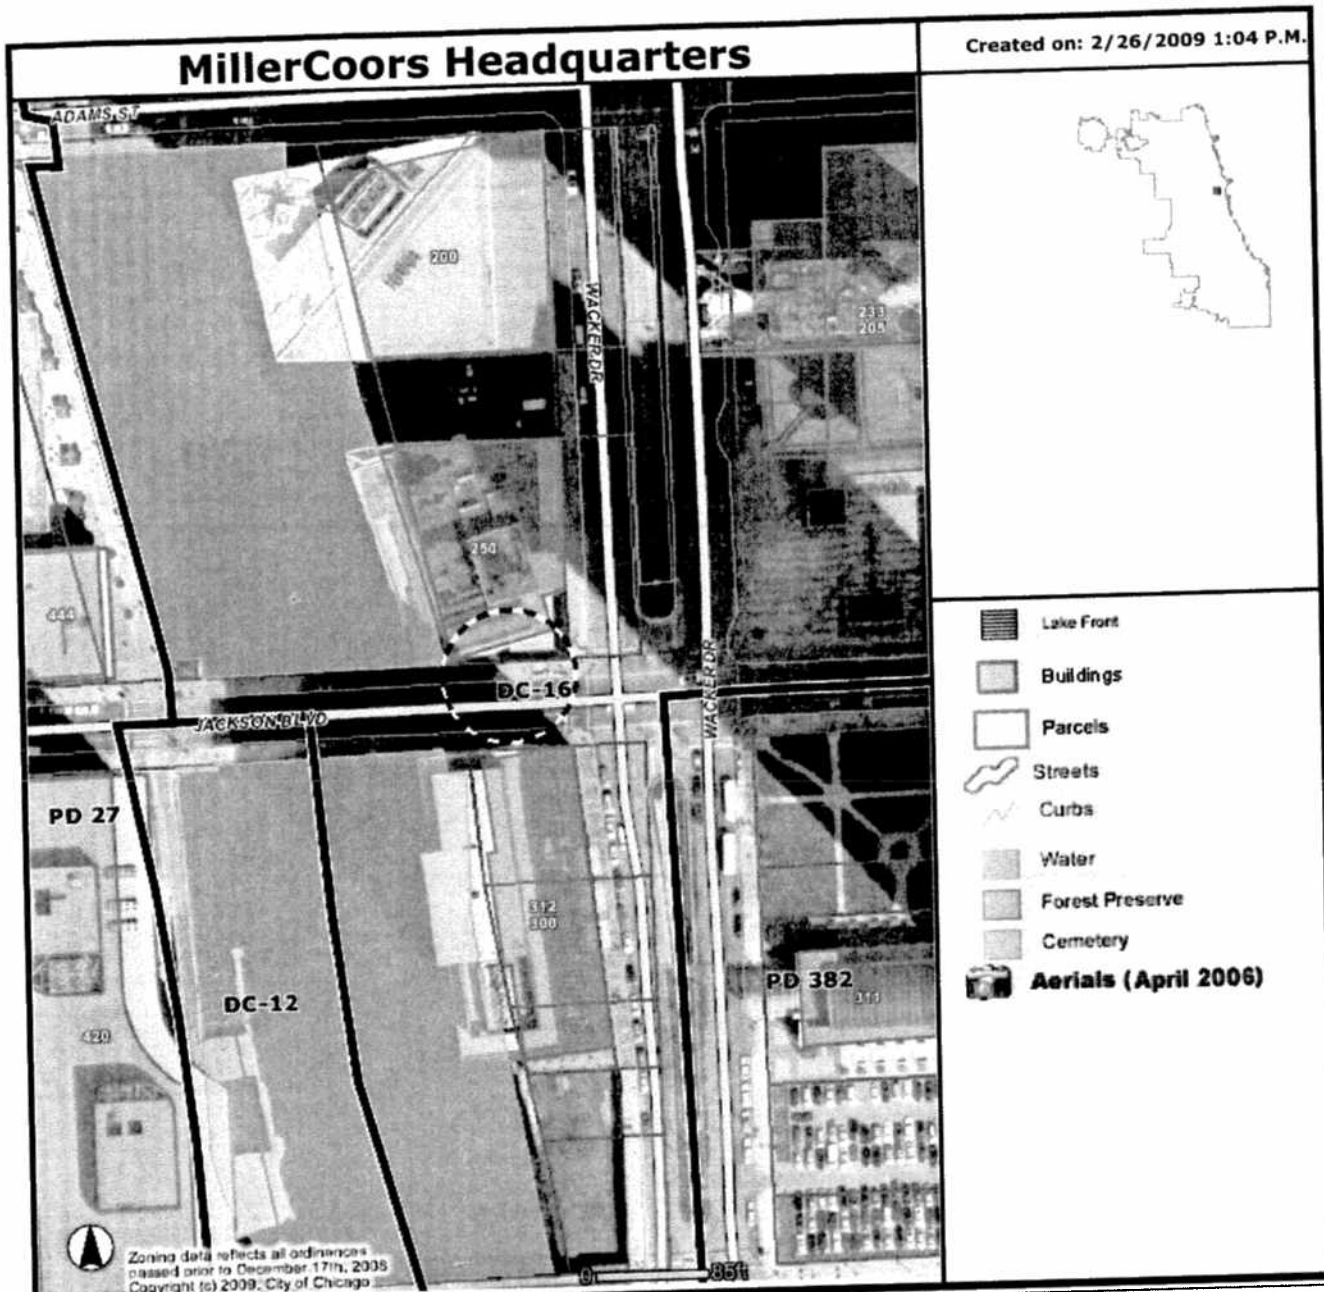 MillerCoors Headquarters
Created on: 2/26/2009 1:04 P.M.
ADAMS ST
200
WACKER DR
233
205
250
444
DC-16
WACKER DR
JACKSON BLVD
PD 27
312
300
PD 382
311
DC-12
420
Lake Front
Buildings
Parcels
Streets
Curbs
Water
Forest Preserve
Cemetery
Aerials (April 2006)
Zoning data reflects all ordinances
passed prior to December 17th, 2008
Copyright (c) 2009, City of Chicago
0 85ft